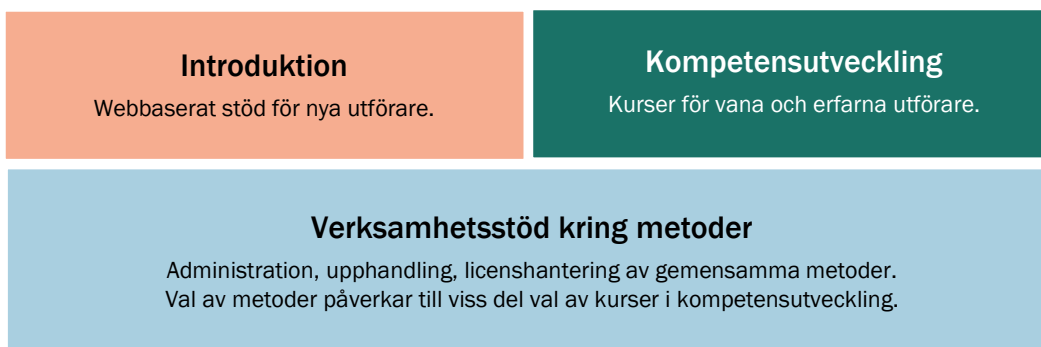 Introduktion
Webbaserat stöd för nya utförare.
Kompetensutveckling
Kurser för vana och erfarna utförare.
Verksamhetsstöd kring metoder
Administration, upphandling, licenshantering av gemensamma metoder.
Val av metoder påverkar till viss del val av kurser i kompetensutveckling.